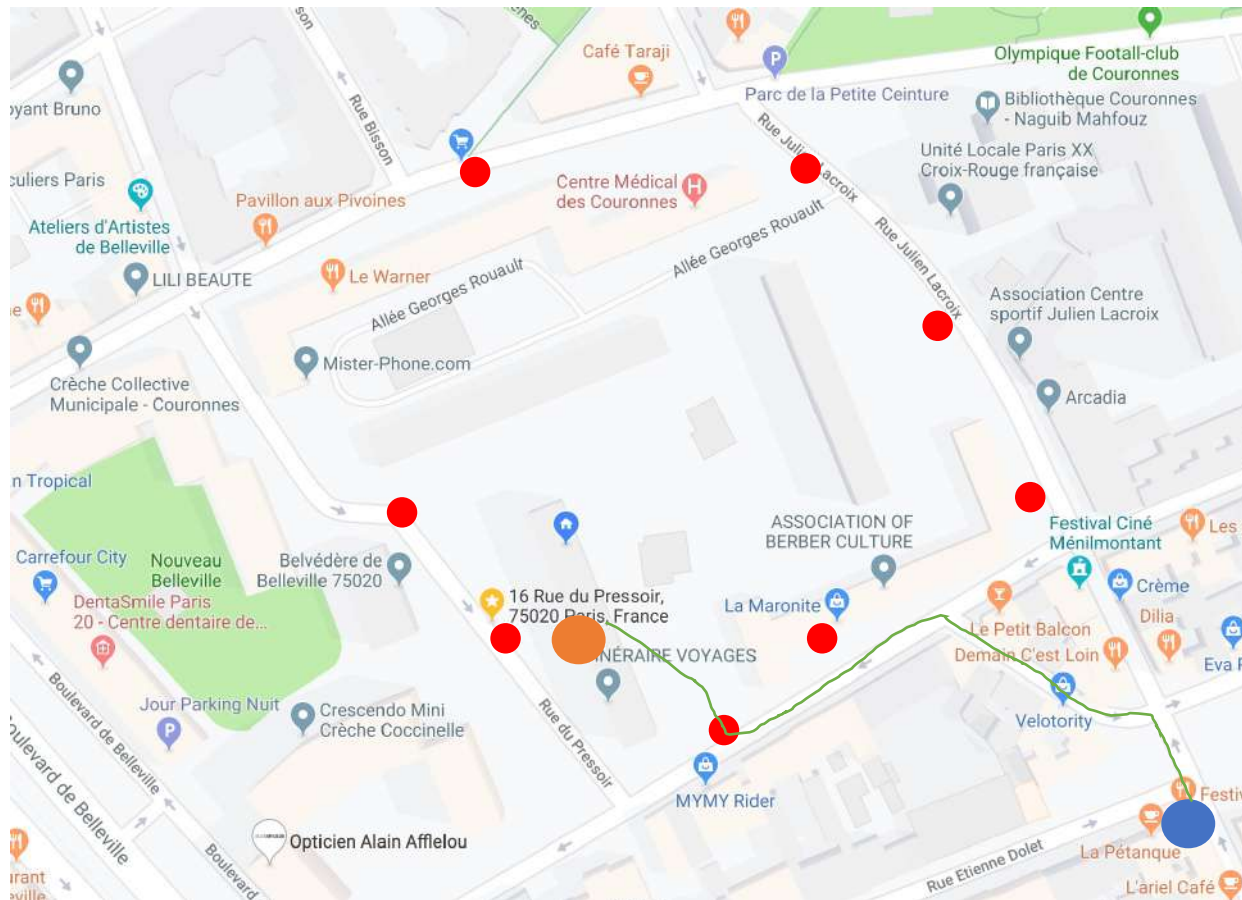 Café Taraji
Olympique Footall-club
de Couronnes
Parc de la Petite Ceinture
Bibliothèque Couronnes
- Naguib Mahfouz
oyant Bruno
Rue Bisson
Rue Julien Lacroix
Unité Locale Paris XX
Croix-Rouge française
culiers Paris
Centre Médical
des Couronnes
Pavillon aux Pivoines
Ateliers d'Artistes
de Belleville
Rue Julien Lacroix
Allée Georges Rouault
LILI BEAUTE
Le Warner
Allée Georges Rouault
Association Centre
sportif Julien Lacroix
Mister-Phone.com
Crèche Collective
Municipale - Couronnes
Arcadia
n Tropical
ASSOCIATION OF
BERBER CULTURE
Festival Ciné
Ménilmontant
Les
Carrefour City
Nouveau
Belleville
Belvédère de
Belleville 75020
Crème
DentaSmile Paris
20 - Centre dentaire de...
16 Rue du Pressoir,
75020 Paris, France
La Maronite
Le Petit Balcon
Dilia
NÉRAIRE VOYAGES
Demain C'est Loin
Eva
Jour Parking Nuit
Crescendo Mini
Crèche Coccinelle
Velotority
Boulevard de Belleville
Rue du Pressoir
Boulevard de Belleville
MYMY Rider
Festiv
Opticien Alain Afflelou
La Pétanque
Boulevard
Rue Etienne Dolet
urant
eville
L'ariel Café